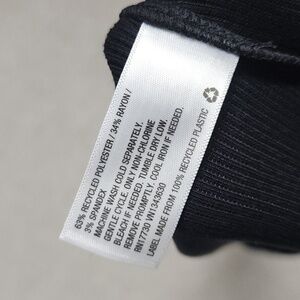 63% RECYCLED POLYESTER / 34% RAYON /
3% SPANDEX
MACHINE WASH COLD SEPARATELY.
GENTLE CYCLE. ONLY NON-CHLORINE
BLEACH IF NEEDED. TUMBLE DRY LOW.
REMOVE PROMPTLY. COOL IRON IF NEEDED.
RN17730 VN1343630
LABEL MADE FROM 100% RECYCLED PLASTIC